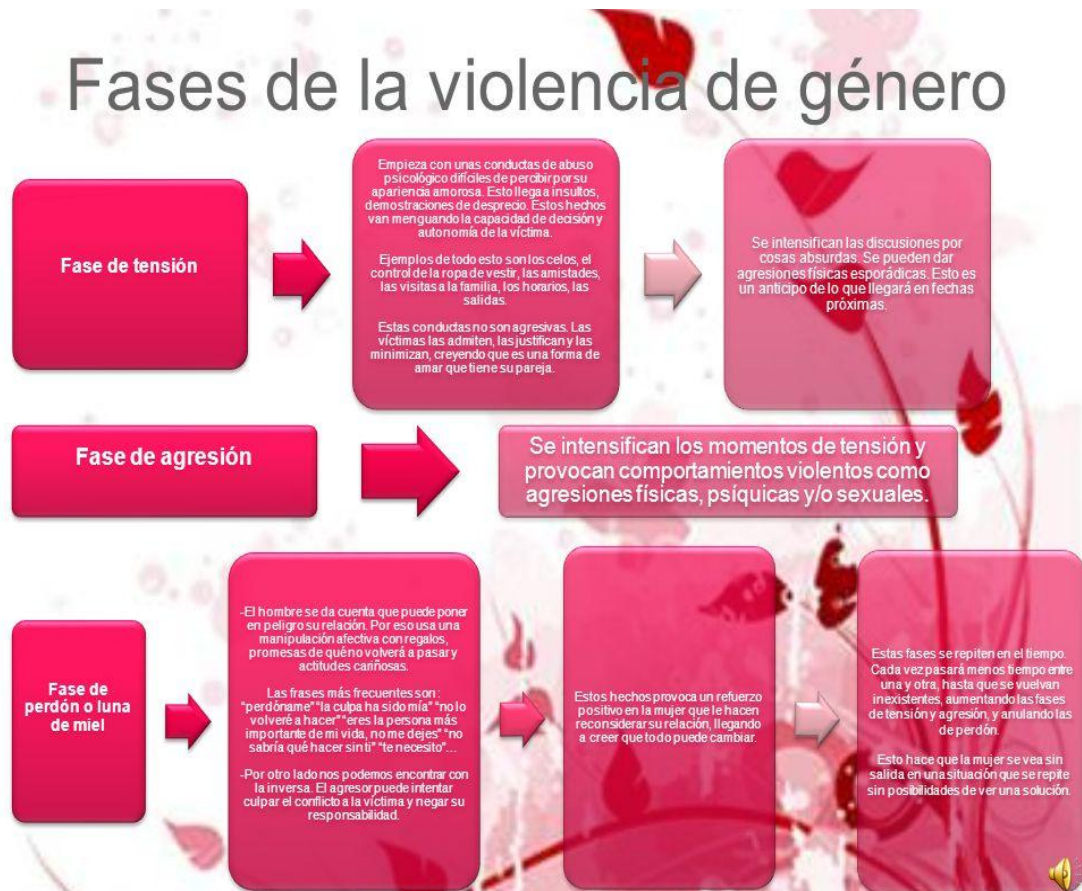 Fases de la violencia de género
Fase de tensión
Empieza con unas conductas de abuso
psicológico difíciles de percibir por su
apariencia amorosa. Esto llega a insultos,
demostraciones de desprecio. Estos hechos
van menguando la capacidad de decisión y
autonomía de la víctima.
Ejemplos de todo esto son los celos, el
control de la ropa de vestir, las amistades,
las visitas a la familia, los horarios, las
salidas.
Estas conductas no son agresivas. Las
víctimas las admiten, las justifican y las
minimizan, creyendo que es una forma de
amar que tiene su pareja.
Se intensifican las discusiones por
cosas absurdas. Se pueden dar
agresiones físicas esporádicas. Esto es
un anticipo de lo que llegará en fechas
próximas.
Fase de agresión
Se intensifican los momentos de tensión y
provocan comportamientos violentos como
agresiones físicas, psíquicas y/o sexuales.
Fase de
perdón o luna
de miel
-El hombre se da cuenta que puede poner
en peligro su relación. Por eso usa una
manipulación afectiva con regalos,
promesas de qué no volverá a pasar y
actitudes cariñosas.
Las frases más frecuentes son :
"perdóname" "la culpa ha sido mía" "no lo
volveré a hacer" "eres la persona más
importante de mi vida, no me dejes" "no
sabría qué hacer sin ti" "te necesito"…
-Por otro lado nos podemos encontrar con
la inversa. El agresor puede intentar
culpar el conflicto a la víctima y negar su
responsabilidad.
Estos hechos provoca un refuerzo
positivo en la mujer que le hacen
reconsiderar su relación, llegando
a creer que todo puede cambiar.
Estas fases se repiten en el tiempo.
Cada vez pasará menos tiempo entre
una y otra, hasta que se vuelvan
inexistentes, aumentando las fases
de tensión y agresión, y anulando las
de perdón.
Esto hace que la mujer se vea sin
salida en una situación que se repite
sin posibilidades de ver una solución.